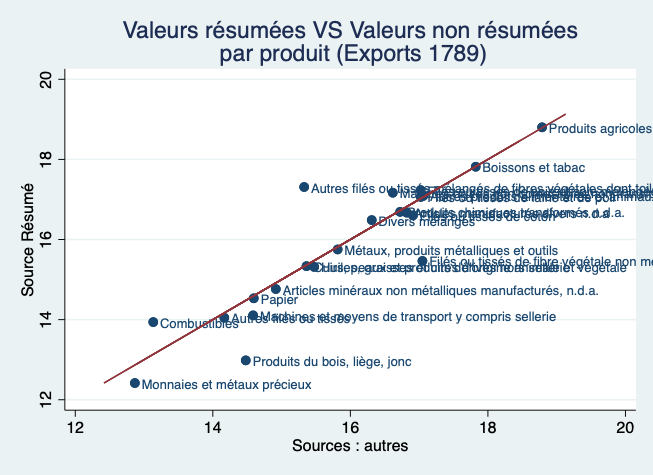 Valeurs résumées VS Valeurs non résumées
par produit (Exports 1789)
20
18
16
14
12
Source Résumé
Produits agricoles
Boissons et tabac
Autres filés ou tissés mélangés de fibres végétales dont toil
Divers mélangés
Métaux, produits métalliques et outils
Filés ou tissés de fibre végétale non mé
Articles minéraux non métalliques manufacturés, n.d.a.
Papier
Combustibles
Autres filés ou tissés
Machines et moyens de transport y compris sellerie
Produits du bois, liège, jonc
Monnaies et métaux précieux
12
14
16
18
20
Sources : autres